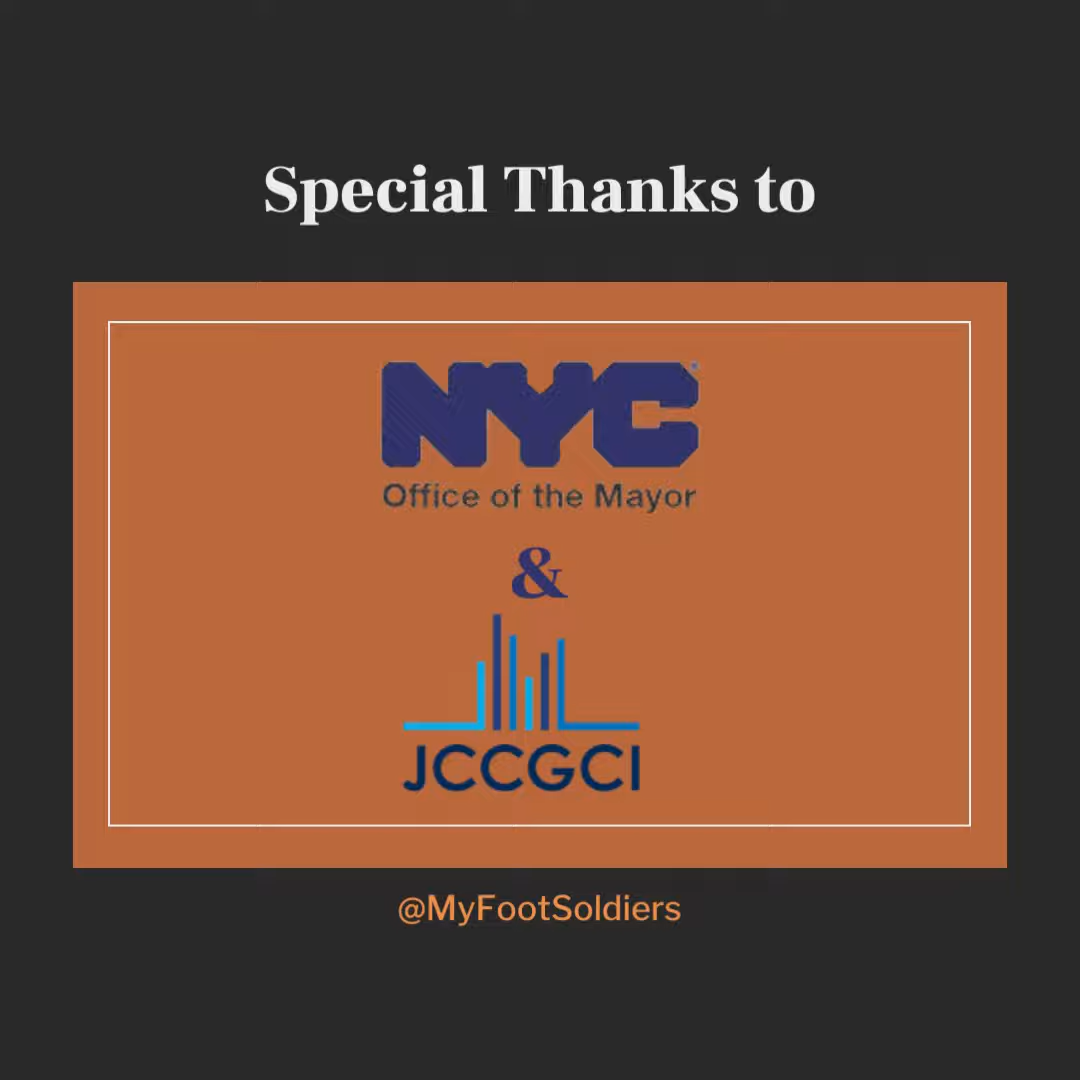 Special Thanks to
NYC
Office of the Mayor
&
JCCGCI
@MyFootSoldiers